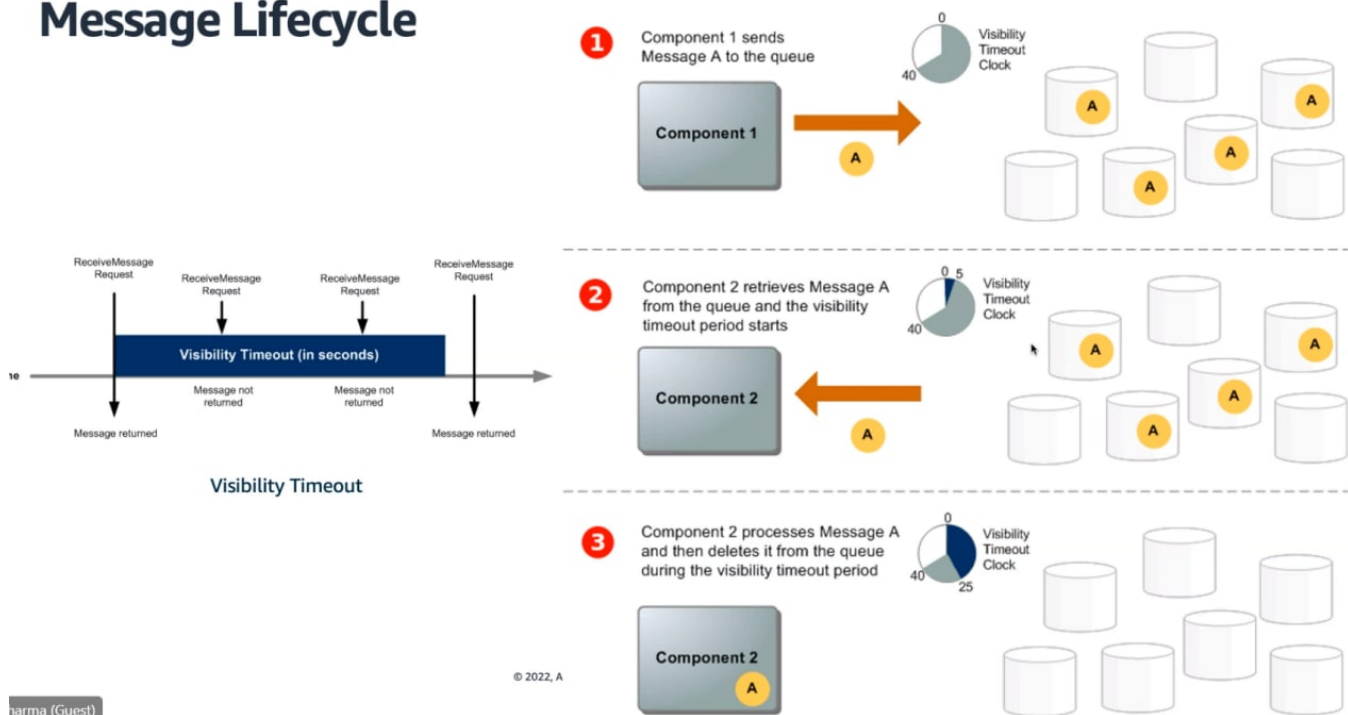 Message Lifecycle
ReceiveMessage
Request
ReceiveMessage
Request
ReceiveMessage
Request
ReceiveMessage
Request
Visibility Timeout (in seconds)
ne
Message not
returned
Message not
returned
Message returned
Message returned
Visibility Timeout
© 2022, A
harma (Guest)
1
Component 1 sends
Message A to the queue
0
40
Visibility
Timeout
Clock
Component 1
A
A
A
A
A
2
Component 2 retrieves Message A
from the queue and the visibility
timeout period starts
0 5
40
Visibility
Timeout
Clock
Component 2
A
A
A
A
A
3
Component 2 processes Message A
and then deletes it from the queue
during the visibility timeout period
0
40
25
Visibility
Timeout
Clock
Component 2
A